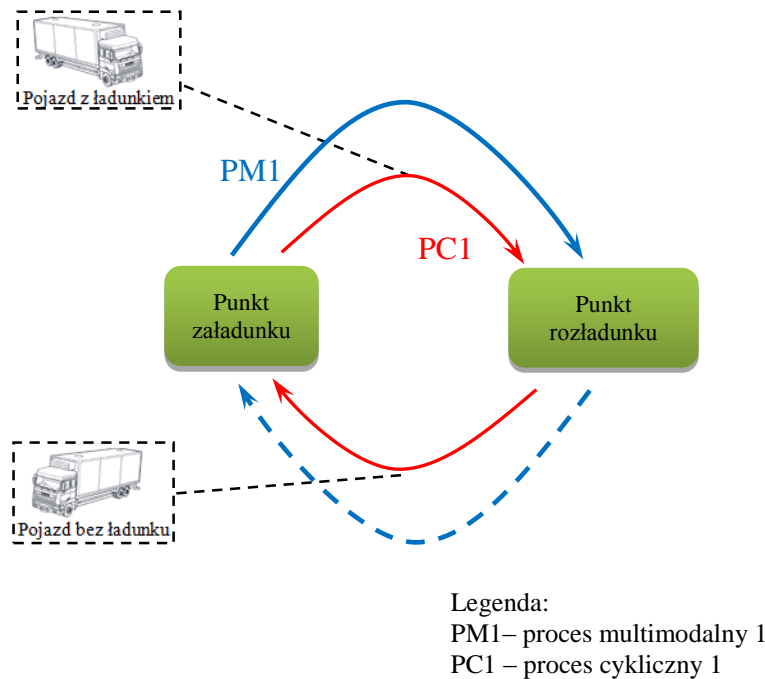 Pojazd z ładunkiem
PM1
PC1
Punkt
załadunku
Punkt
rozładunku
Pojazd bez ładunku
Legenda:
PM1– proces multimodalny 1
PC1 – proces cykliczny 1